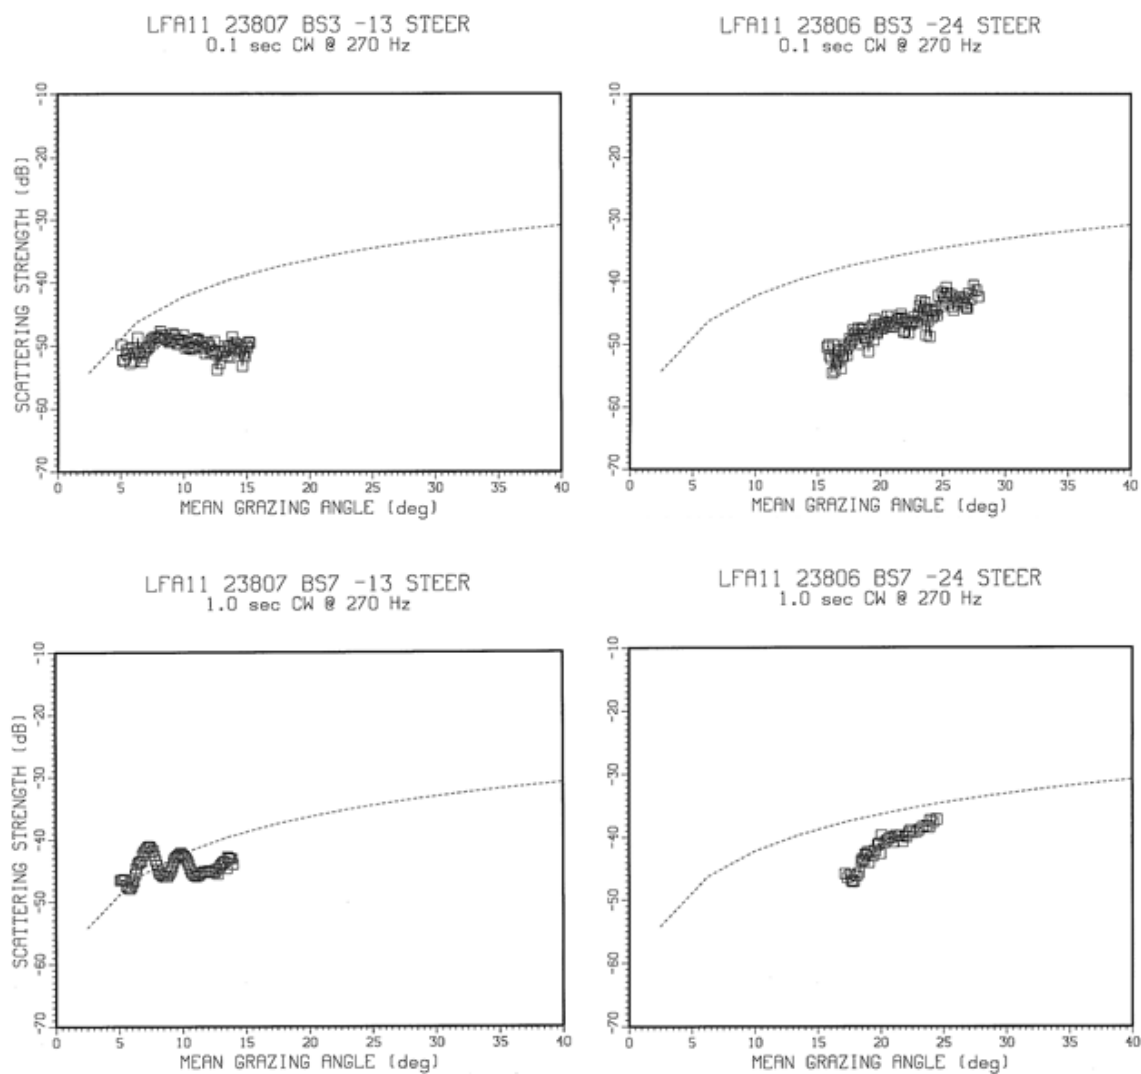 LFA11 23807 BS3 -13 STEER
0.1 sec CW @ 270 Hz
SCATTERING STRENGTH (dB)
-10
-20
-30
-40
-50
-60
-70
0 5 10 15 20 25 30 35 40
MEAN GRAZING ANGLE (deg)
LFA11 23806 BS3 -24 STEER
0.1 sec CW @ 270 Hz
-10
-20
-30
-40
-50
-60
-70
0 5 10 15 20 25 30 35 40
MEAN GRAZING ANGLE (deg)
LFA11 23807 BS7 -13 STEER
1.0 sec CW @ 270 Hz
SCATTERING STRENGTH (dB)
-10
-20
-30
-40
-50
-60
-70
0 5 10 15 20 25 30 35 40
MEAN GRAZING ANGLE (deg)
LFA11 23806 BS7 -24 STEER
1.0 sec CW @ 270 Hz
-10
-20
-30
-40
-50
-60
-70
0 5 10 15 20 25 30 35 40
MEAN GRAZING ANGLE (deg)